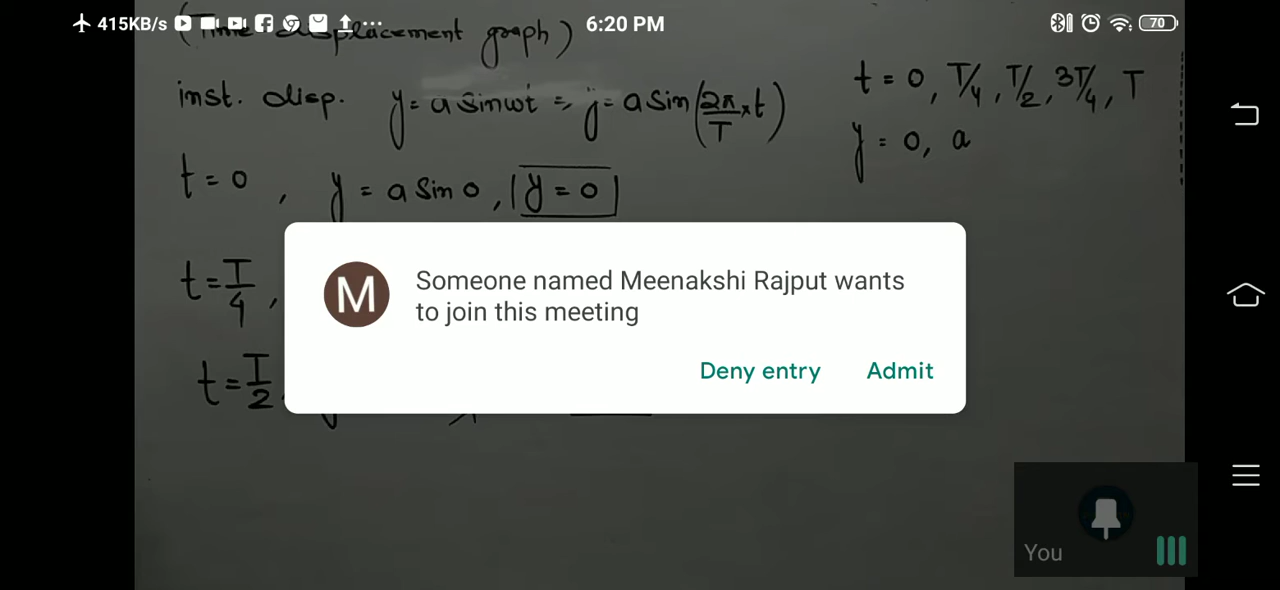 415KB/s ... 6:20 PM 70
(Time displacement graph)
inst. disp. y = a sin ωt => y = a sin(2π/T × t)
t = 0, T/4, T/2, 3T/4, T
y = 0, a
t = 0, y = a sin 0, y = 0
t = T/4,
t = T/2
M
Someone named Meenakshi Rajput wants
to join this meeting
Deny entry Admit
You